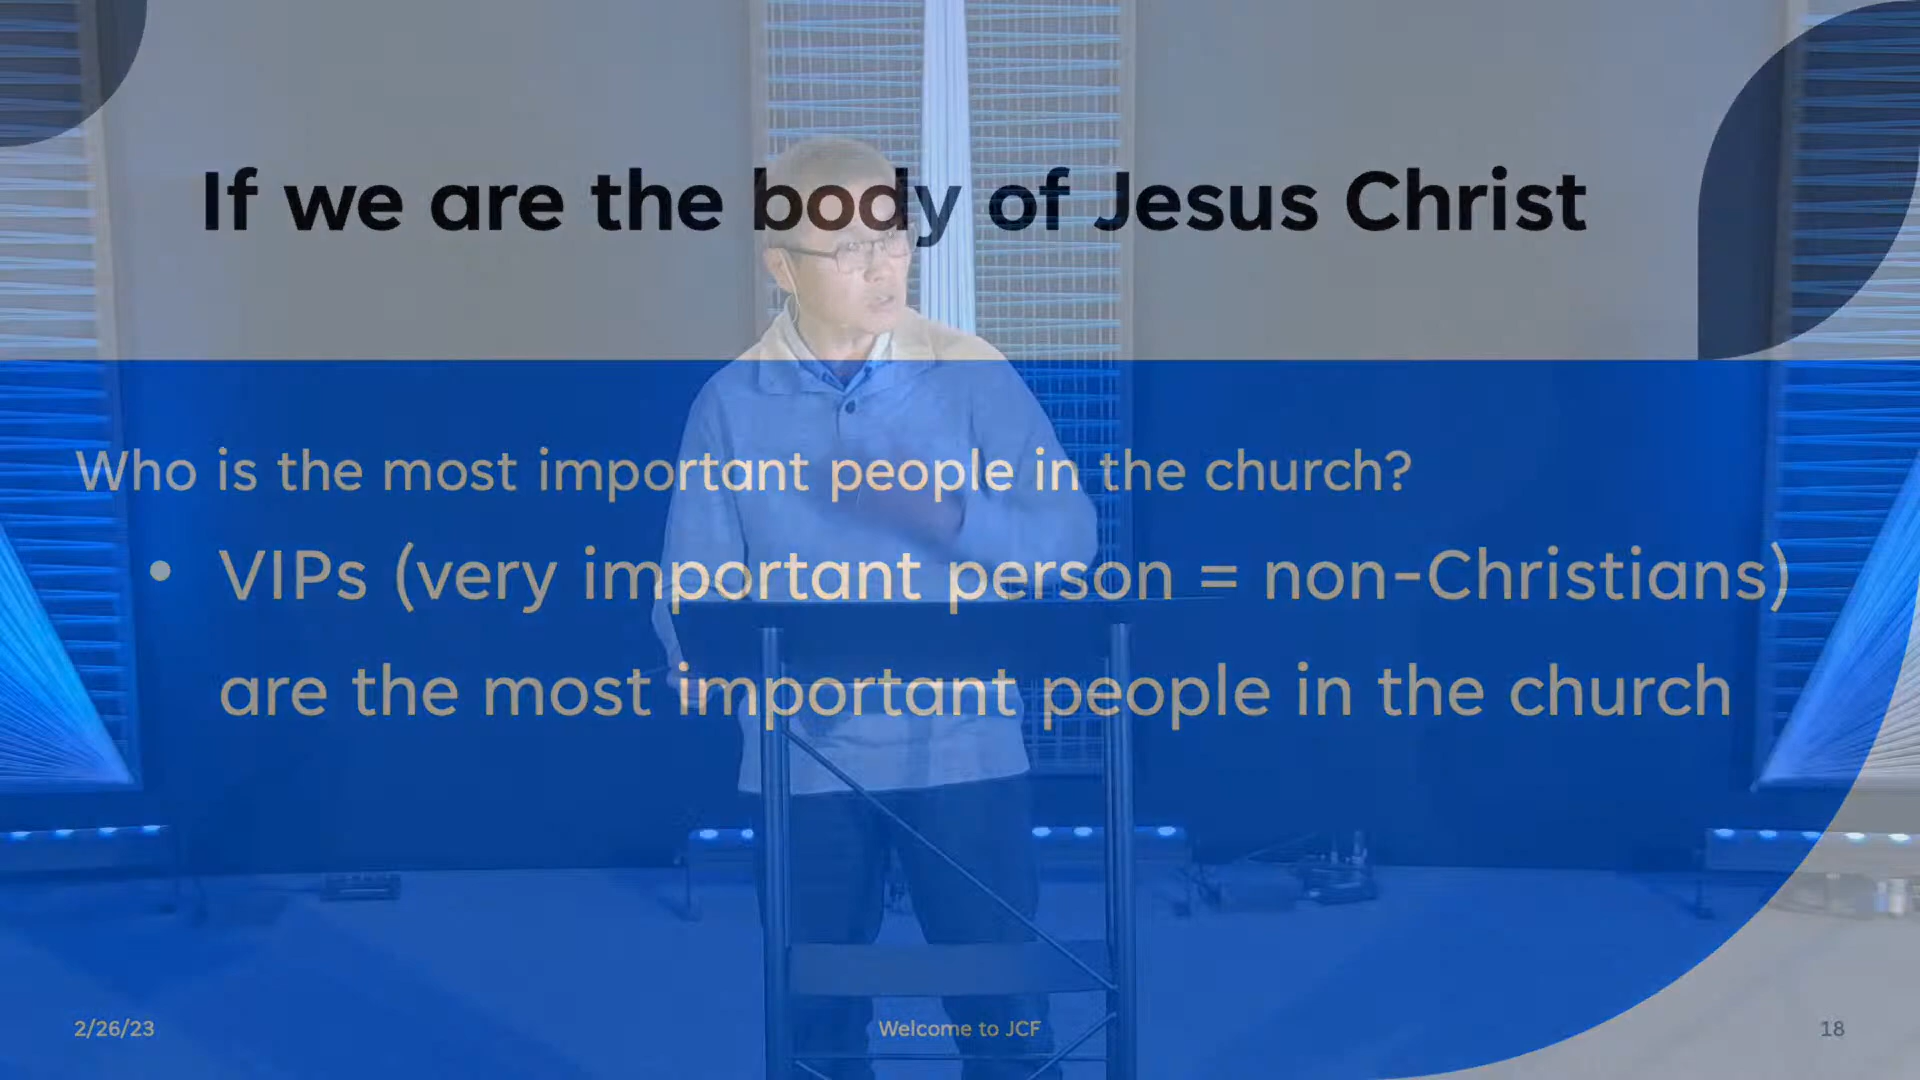 If we are the body of Jesus Christ
Who is the most important people in the church?
• VIPs (very important person = non-Christians)
are the most important people in the church
2/26/23
Welcome to JCF
18